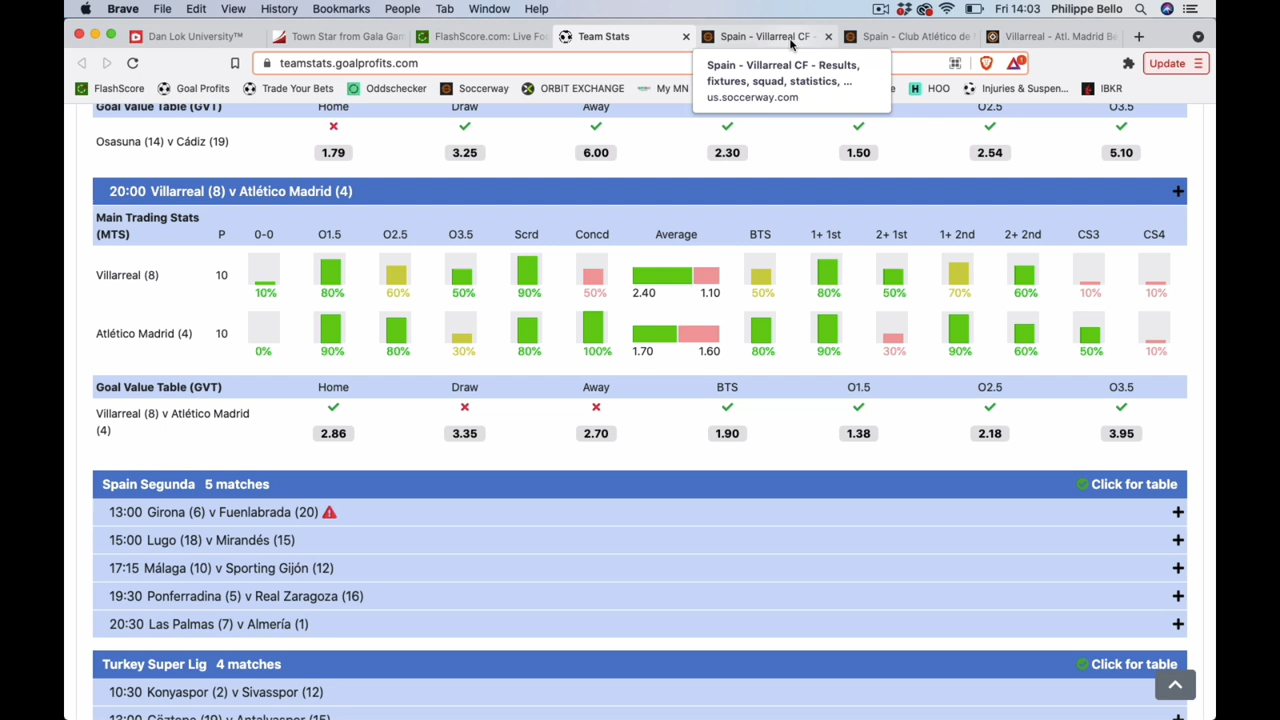 Brave File Edit View History Bookmarks People Tab Window Help Fri 14:03 Philippe Bello
Dan Lok University™ Town Star from Gala Gam FlashScore.com: Live Foo Team Stats Spain - Villarreal CF - Spain - Club Atlético de Villarreal - Atl. Madrid Be
teamstats.goalprofits.com Update
Spain - Villarreal CF - Results,
fixtures, squad, statistics, ...
us.soccerway.com
FlashScore Goal Profits Trade Your Bets Oddschecker Soccerway ORBIT EXCHANGE My MN HOO Injuries & Suspen... IBKR
Goal Value Table (GVT) Home Draw Away O2.5 O3.5
Osasuna (14) v Cádiz (19)
1.79 3.25 6.00 2.30 1.50 2.54 5.10
20:00 Villarreal (8) v Atlético Madrid (4) +
Main Trading Stats
(MTS) P 0-0 O1.5 O2.5 O3.5 Scrd Concd Average BTS 1+ 1st 2+ 1st 1+ 2nd 2+ 2nd CS3 CS4
Villarreal (8) 10
10% 80% 60% 50% 90% 50% 2.40 1.10 50% 80% 50% 70% 60% 10% 10%
Atlético Madrid (4) 10
0% 90% 80% 30% 80% 100% 1.70 1.60 80% 90% 30% 90% 60% 50% 10%
Goal Value Table (GVT) Home Draw Away BTS O1.5 O2.5 O3.5
Villarreal (8) v Atlético Madrid
(4)
2.86 3.35 2.70 1.90 1.38 2.18 3.95
Spain Segunda 5 matches Click for table
13:00 Girona (6) v Fuenlabrada (20) +
15:00 Lugo (18) v Mirandés (15) +
17:15 Málaga (10) v Sporting Gijón (12) +
19:30 Ponferradina (5) v Real Zaragoza (16) +
20:30 Las Palmas (7) v Almería (1) +
Turkey Super Lig 4 matches Click for table
10:30 Konyaspor (2) v Sivasspor (12)
13:00 Göztepe (19) v Antalyaspor (15)